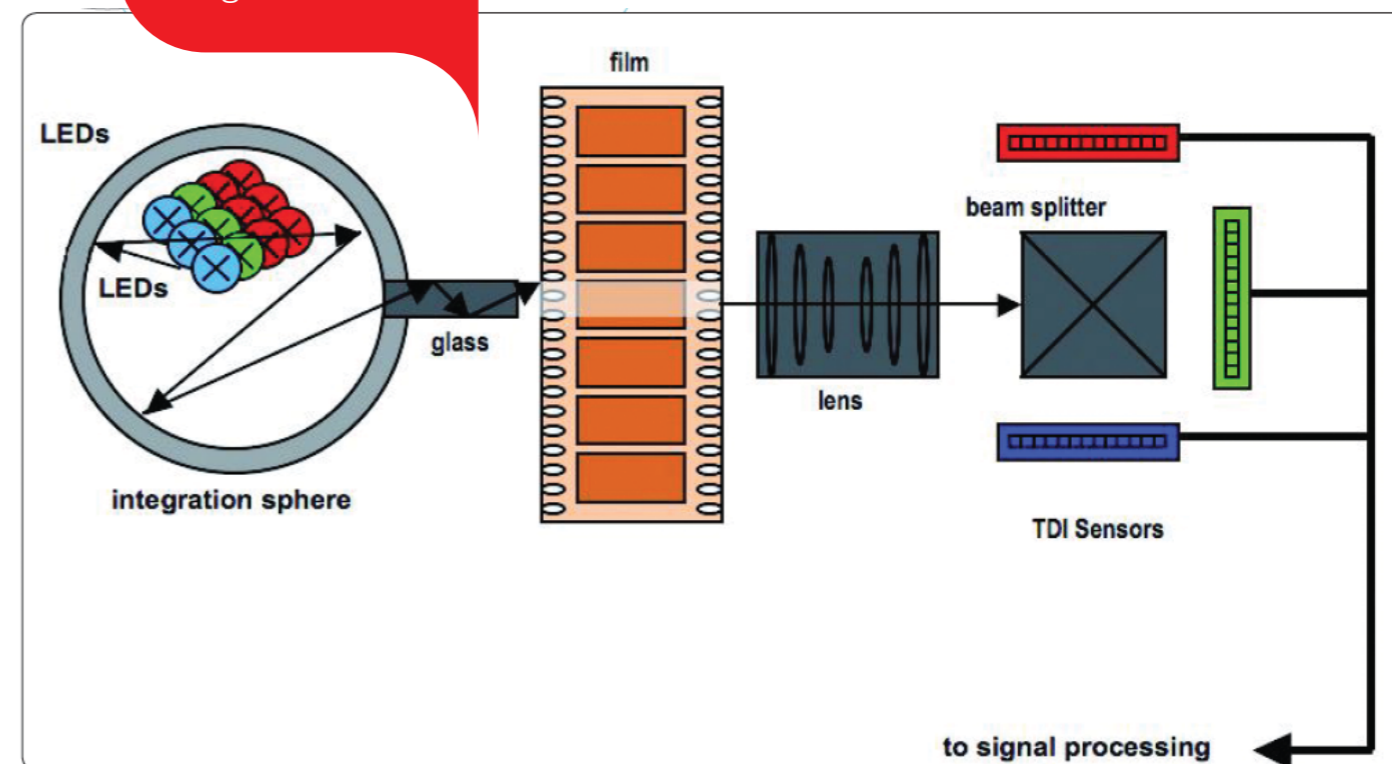 film
LEDs
beam splitter
LEDs
glass
lens
integration sphere
TDI Sensors
to signal processing